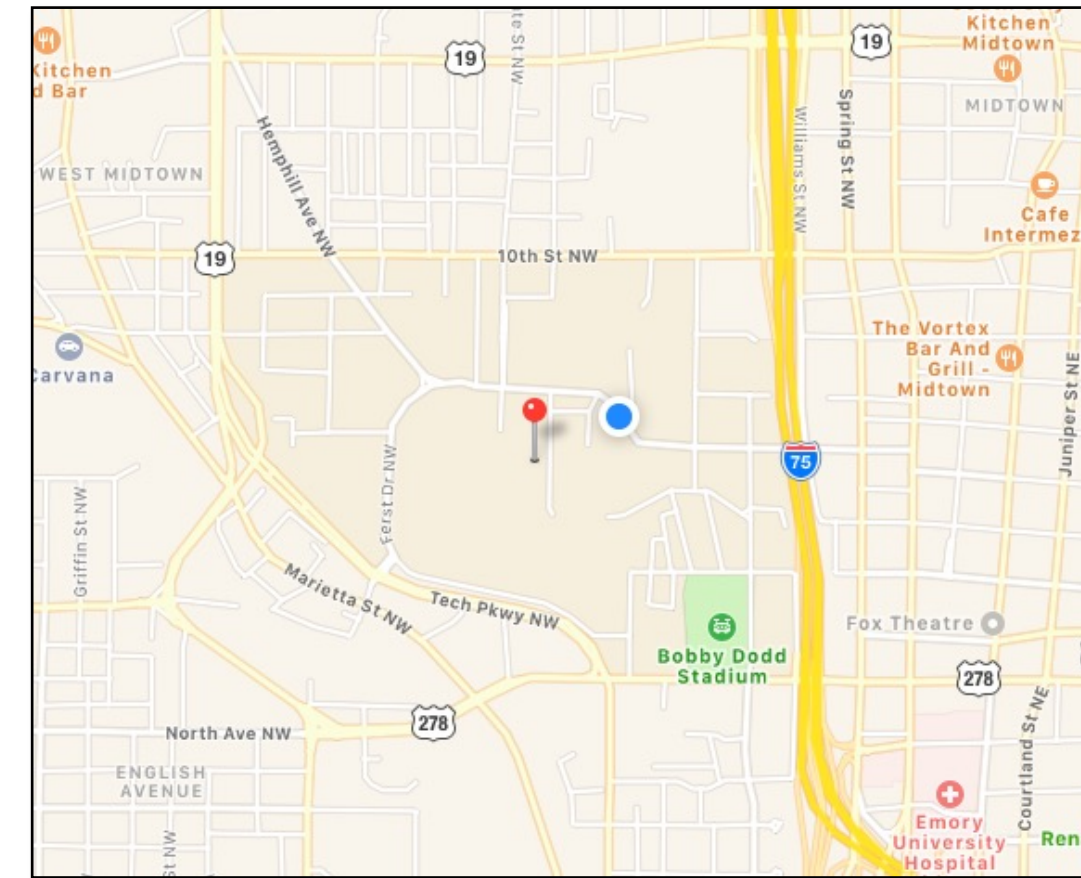 Kitchen
Midtown
19
19
Kitchen
d Bar
MIDTOWN
te St NW
Hemphill Ave NW
Williams St NW
Spring St NW
WEST MIDTOWN
Cafe
Intermez
19
10th St NW
The Vortex
Bar And
Grill -
Midtown
Carvana
Juniper St NE
75
Ferst Dr NW
Griffin St NW
Marietta St NW
Tech Pkwy NW
Fox Theatre
Bobby Dodd
Stadium
278
278
North Ave NW
Courtland St NE
ENGLISH
AVENUE
Emory
University
Hospital
Ren
St NW